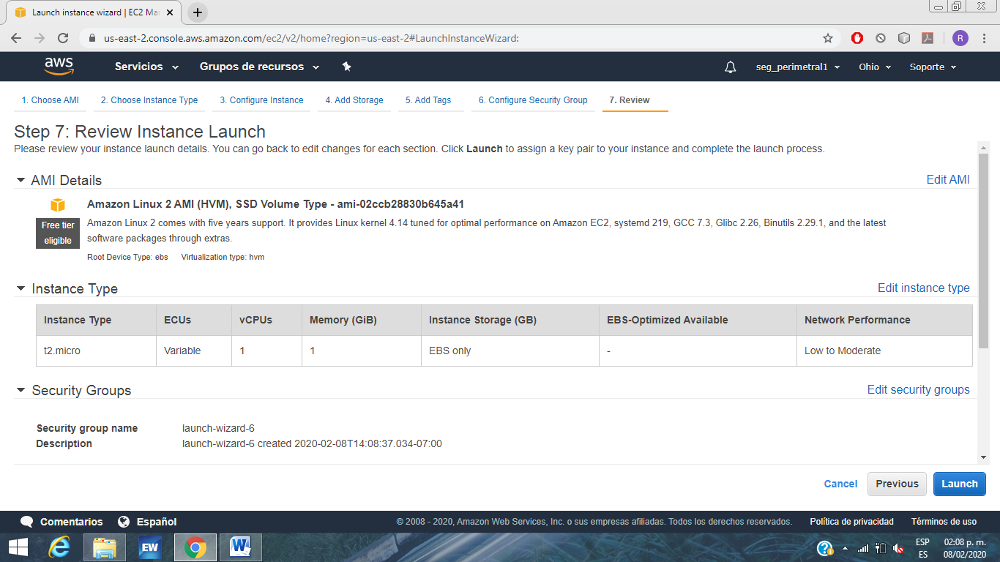 Launch instance wizard | EC2 Ma
us-east-2.console.aws.amazon.com/ec2/v2/home?region=us-east-2#LaunchInstanceWizard:
R
aws Servicios Grupos de recursos seg_perimetral1 Ohio Soporte
1. Choose AMI 2. Choose Instance Type 3. Configure Instance 4. Add Storage 5. Add Tags 6. Configure Security Group 7. Review
Step 7: Review Instance Launch
Please review your instance launch details. You can go back to edit changes for each section. Click Launch to assign a key pair to your instance and complete the launch process.
AMI Details Edit AMI
Amazon Linux 2 AMI (HVM), SSD Volume Type - ami-02ccb28830b645a41
Free tier
eligible
Amazon Linux 2 comes with five years support. It provides Linux kernel 4.14 tuned for optimal performance on Amazon EC2, systemd 219, GCC 7.3, Glibc 2.26, Binutils 2.29.1, and the latest
software packages through extras.
Root Device Type: ebs Virtualization type: hvm
Instance Type Edit instance type
Instance Type ECUs vCPUs Memory (GiB) Instance Storage (GB) EBS-Optimized Available Network Performance
t2.micro Variable 1 1 EBS only - Low to Moderate
Security Groups Edit security groups
Security group name launch-wizard-6
Description launch-wizard-6 created 2020-02-08T14:08:37.034-07:00
Cancel Previous Launch
Comentarios Español © 2008 - 2020, Amazon Web Services, Inc. o sus empresas afiliadas. Todos los derechos reservados. Política de privacidad Términos de uso
EW W ESP 02:08 p. m.
ES 08/02/2020